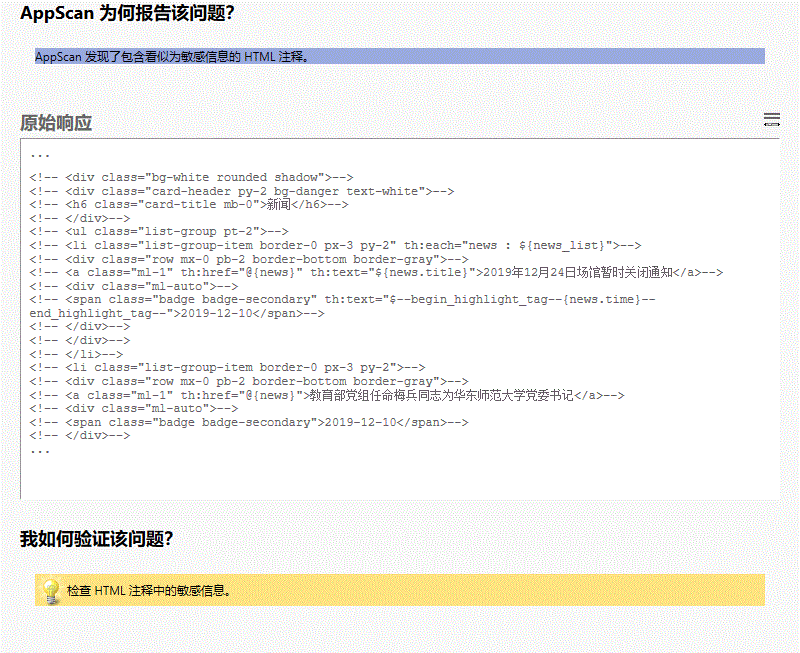 AppScan 为何报告该问题？
AppScan 发现了包含看似为敏感信息的 HTML 注释。
原始响应
...
<!-- <div class="bg-white rounded shadow">-->
<!-- <div class="card-header py-2 bg-danger text-white">-->
<!-- <h6 class="card-title mb-0">新闻</h6>-->
<!-- </div>-->
<!-- <ul class="list-group pt-2">-->
<!-- <li class="list-group-item border-0 px-3 py-2" th:each="news : ${news_list}">-->
<!-- <div class="row mx-0 pb-2 border-bottom border-gray">-->
<!-- <a class="ml-1" th:href="@{news}" th:text="${news.title}">2019年12月24日场馆暂时关闭通知</a>-->
<!-- <div class="ml-auto">-->
<!-- <span class="badge badge-secondary" th:text="$--begin_highlight_tag--{news.time}--
end_highlight_tag--">2019-12-10</span>-->
<!-- </div>-->
<!-- </div>-->
<!-- </li>-->
<!-- <li class="list-group-item border-0 px-3 py-2">-->
<!-- <div class="row mx-0 pb-2 border-bottom border-gray">-->
<!-- <a class="ml-1" th:href="@{news}">教育部党组任命梅兵同志为华东师范大学党委书记</a>-->
<!-- <div class="ml-auto">-->
<!-- <span class="badge badge-secondary">2019-12-10</span>-->
<!-- </div>-->
...
我如何验证该问题？
检查 HTML 注释中的敏感信息。